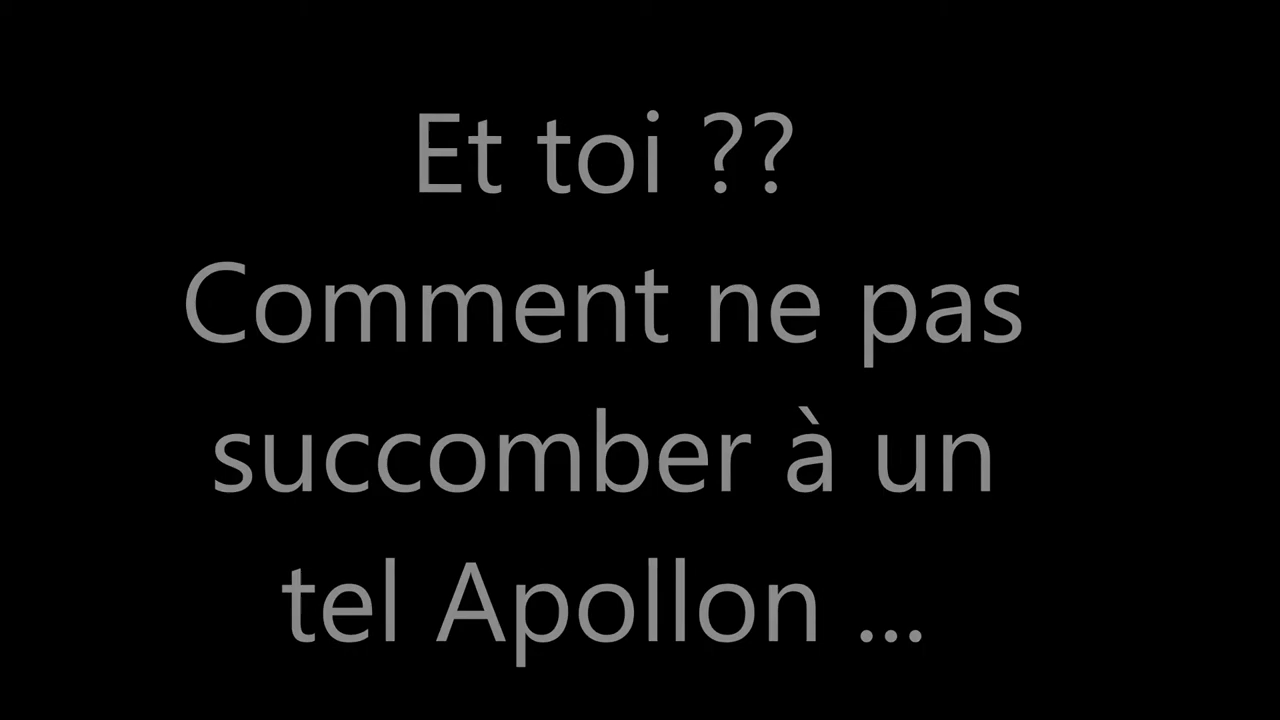 Et toi ??
Comment ne pas
succomber à un
tel Apollon ...